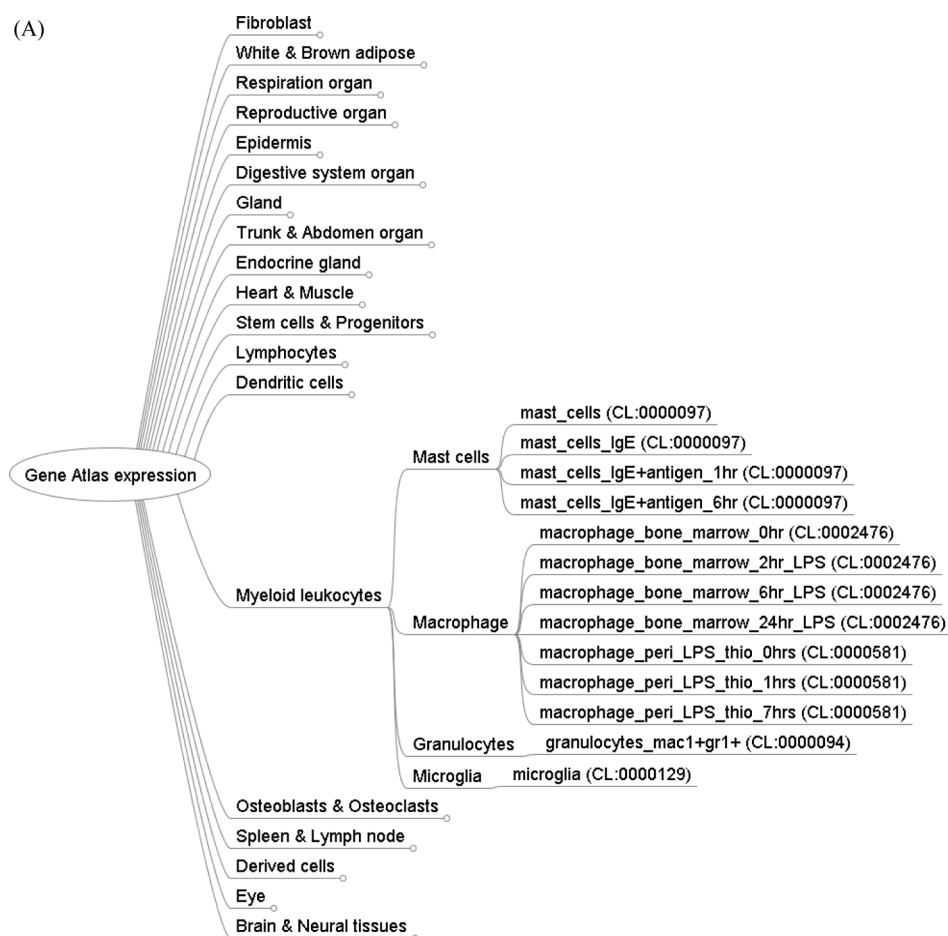 (A)
Fibroblast
White & Brown adipose
Respiration organ
Reproductive organ
Epidermis
Digestive system organ
Gland
Trunk & Abdomen organ
Endocrine gland
Heart & Muscle
Stem cells & Progenitors
Lymphocytes
Dendritic cells
Gene Atlas expression
Myeloid leukocytes
Mast cells
mast_cells (CL:0000097)
mast_cells_IgE (CL:0000097)
mast_cells_IgE+antigen_1hr (CL:0000097)
mast_cells_IgE+antigen_6hr (CL:0000097)
Macrophage
macrophage_bone_marrow_0hr (CL:0002476)
macrophage_bone_marrow_2hr_LPS (CL:0002476)
macrophage_bone_marrow_6hr_LPS (CL:0002476)
macrophage_bone_marrow_24hr_LPS (CL:0002476)
macrophage_peri_LPS_thio_0hrs (CL:0000581)
macrophage_peri_LPS_thio_1hrs (CL:0000581)
macrophage_peri_LPS_thio_7hrs (CL:0000581)
Granulocytes
granulocytes_mac1+gr1+ (CL:0000094)
Microglia
microglia (CL:0000129)
Osteoblasts & Osteoclasts
Spleen & Lymph node
Derived cells
Eye
Brain & Neural tissues